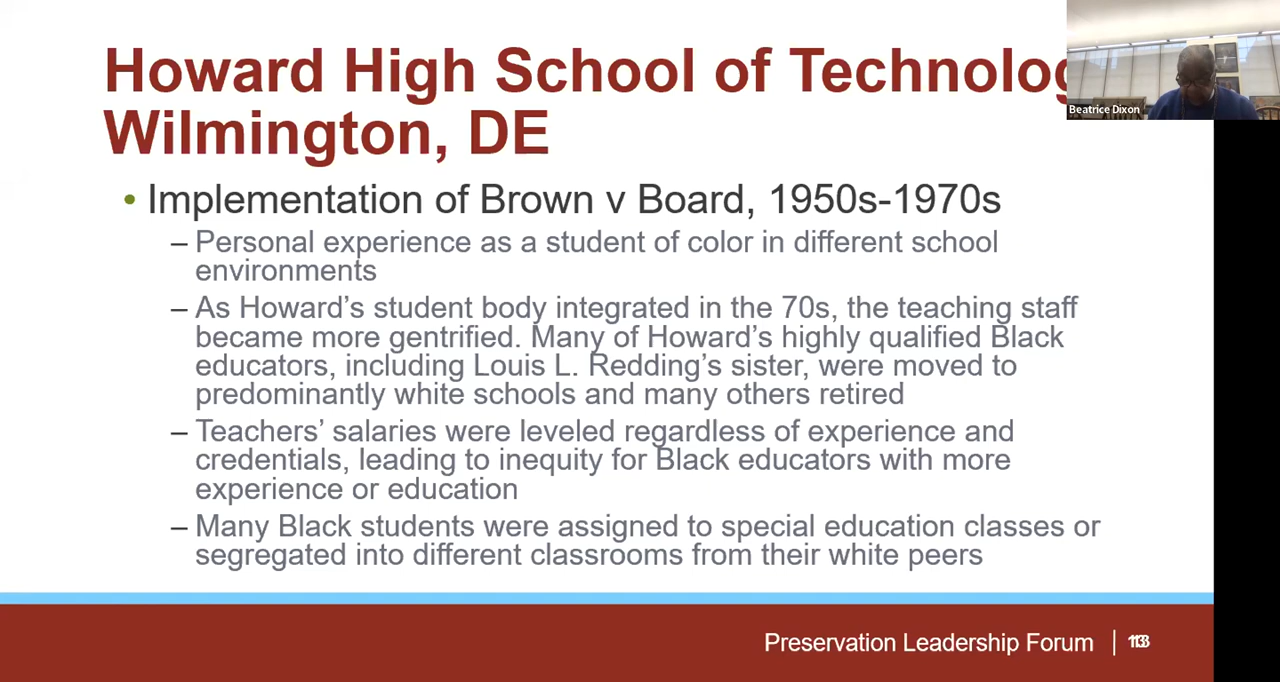 Howard High School of Technolog
Wilmington, DE
Beatrice Dixon
• Implementation of Brown v Board, 1950s-1970s
– Personal experience as a student of color in different school
environments
– As Howard’s student body integrated in the 70s, the teaching staff
became more gentrified. Many of Howard’s highly qualified Black
educators, including Louis L. Redding’s sister, were moved to
predominantly white schools and many others retired
– Teachers’ salaries were leveled regardless of experience and
credentials, leading to inequity for Black educators with more
experience or education
– Many Black students were assigned to special education classes or
segregated into different classrooms from their white peers
Preservation Leadership Forum |